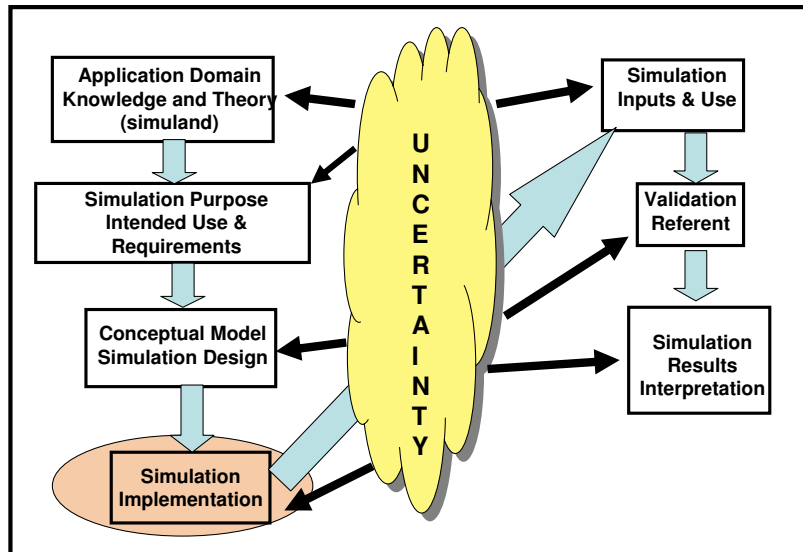 Application Domain
Knowledge and Theory
(simuland)
Simulation Purpose
Intended Use &
Requirements
Conceptual Model
Simulation Design
Simulation
Implementation
U
N
C
E
R
T
A
I
N
T
Y
Simulation
Inputs & Use
Validation
Referent
Simulation
Results
Interpretation